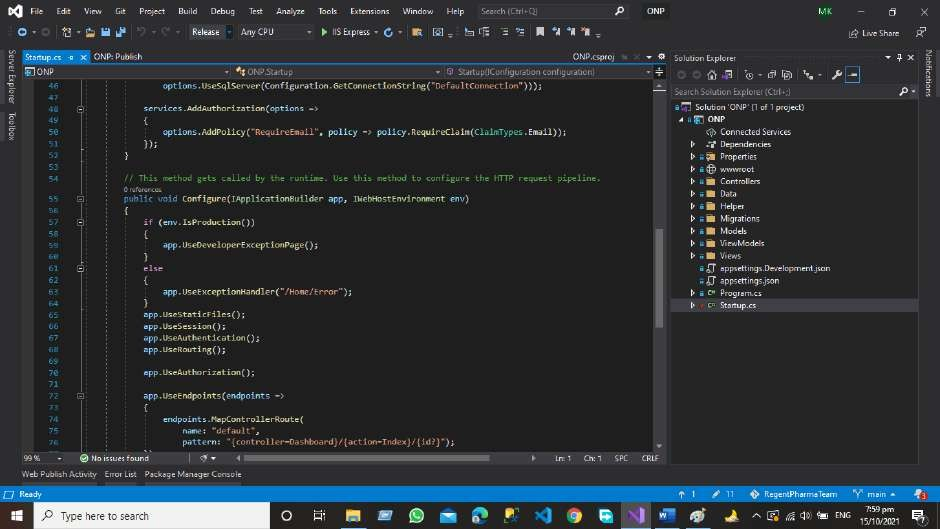 File Edit View Git Project Build Debug Test Analyze Tools Extensions Window Help Search (Ctrl+Q) ONP MK
Release Any CPU IIS Express Live Share
Server Explorer
Toolbox
Startup.cs ONP: Publish ONP.csproj
ONP ONP.Startup Startup(IConfiguration configuration)
46 options.UseSqlServer(Configuration.GetConnectionString("DefaultConnection")));
47
48 services.AddAuthorization(options =>
49 {
50 options.AddPolicy("RequireEmail", policy => policy.RequireClaim(ClaimTypes.Email));
51 });
52 }
53
54 // This method gets called by the runtime. Use this method to configure the HTTP request pipeline.
0 references
55 public void Configure(IApplicationBuilder app, IWebHostEnvironment env)
56 {
57 if (env.IsProduction())
58 {
59 app.UseDeveloperExceptionPage();
60 }
61 else
62 {
63 app.UseExceptionHandler("/Home/Error");
64 }
65 app.UseStaticFiles();
66 app.UseSession();
67 app.UseAuthentication();
68 app.UseRouting();
69
70 app.UseAuthorization();
71
72 app.UseEndpoints(endpoints =>
73 {
74 endpoints.MapControllerRoute(
75 name: "default",
76 pattern: "{controller=Dashboard}/{action=Index}/{id?}");
99 % No issues found Ln: 1 Ch: 1 SPC CRLF
Solution Explorer
Search Solution Explorer (Ctrl+;)
Solution 'ONP' (1 of 1 project)
ONP
Connected Services
Dependencies
Properties
wwwroot
Controllers
Data
Helper
Migrations
Models
ViewModels
Views
appsettings.Development.json
appsettings.json
Program.cs
Startup.cs
Notifications
Web Publish Activity Error List Package Manager Console
Ready 1 11 RegentPharmaTeam main 3
Type here to search ENG 7:59 pm 15/10/2021 7